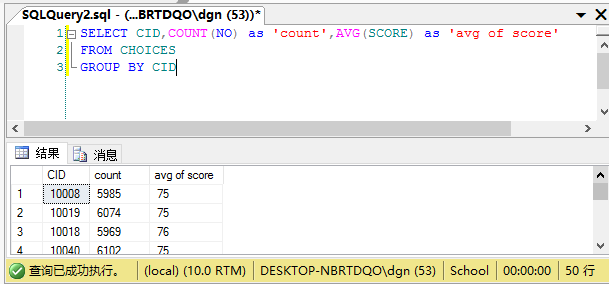 SQLQuery2.sql - (...BRTDQO\dgn (53))*
1 SELECT CID,COUNT(NO) as 'count',AVG(SCORE) as 'avg of score'
2 FROM CHOICES
3 GROUP BY CID
结果 消息
CID count avg of score
1 10008 5985 75
2 10019 6074 75
3 10018 5969 76
4 10040 6102 75
查询已成功执行。 (local) (10.0 RTM) DESKTOP-NBRTDQO\dgn (53) School 00:00:00 50 行